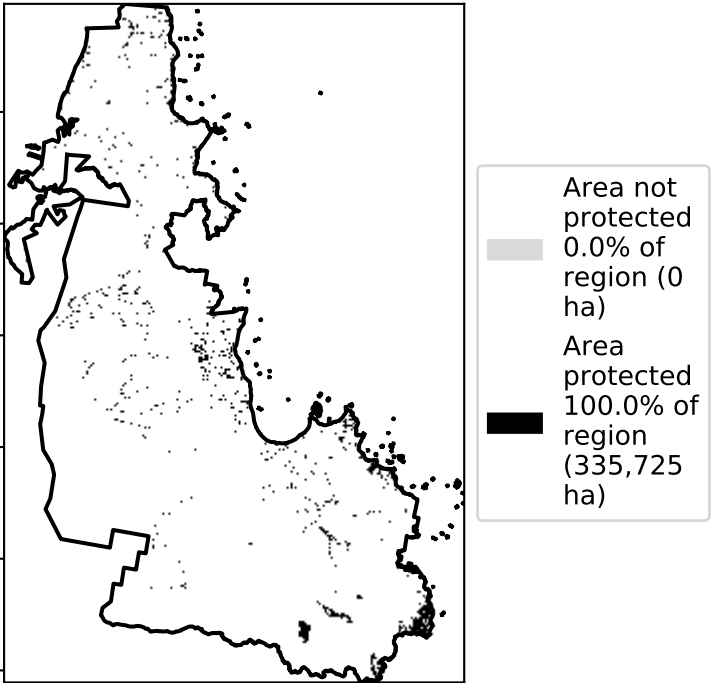 Area not
protected
0.0% of
region (0
ha)
Area
protected
100.0% of
region
(335,725
ha)